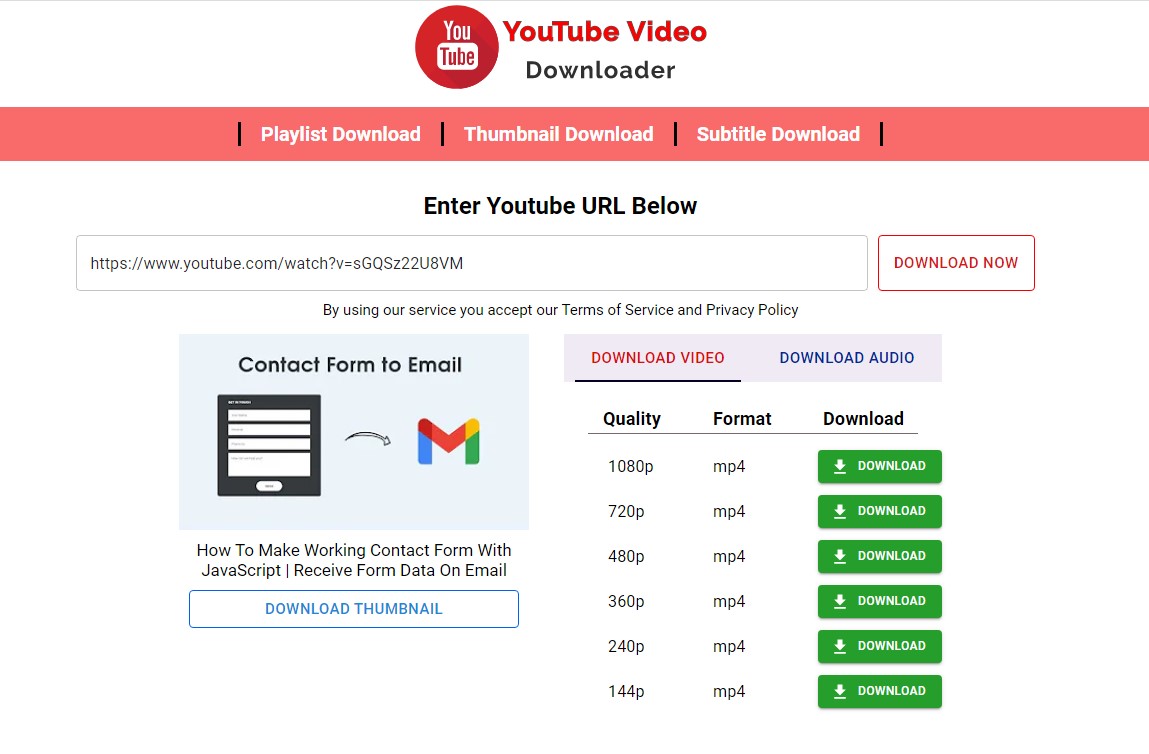 You
Tube
YouTube Video
Downloader
Playlist Download
Thumbnail Download
Subtitle Download
Enter Youtube URL Below
https://www.youtube.com/watch?v=sGQSz22U8VM
DOWNLOAD NOW
By using our service you accept our Terms of Service and Privacy Policy
Contact Form to Email
How To Make Working Contact Form With
JavaScript | Receive Form Data On Email
DOWNLOAD THUMBNAIL
DOWNLOAD VIDEO DOWNLOAD AUDIO
Quality Format Download
1080p mp4 DOWNLOAD
720p mp4 DOWNLOAD
480p mp4 DOWNLOAD
360p mp4 DOWNLOAD
240p mp4 DOWNLOAD
144p mp4 DOWNLOAD